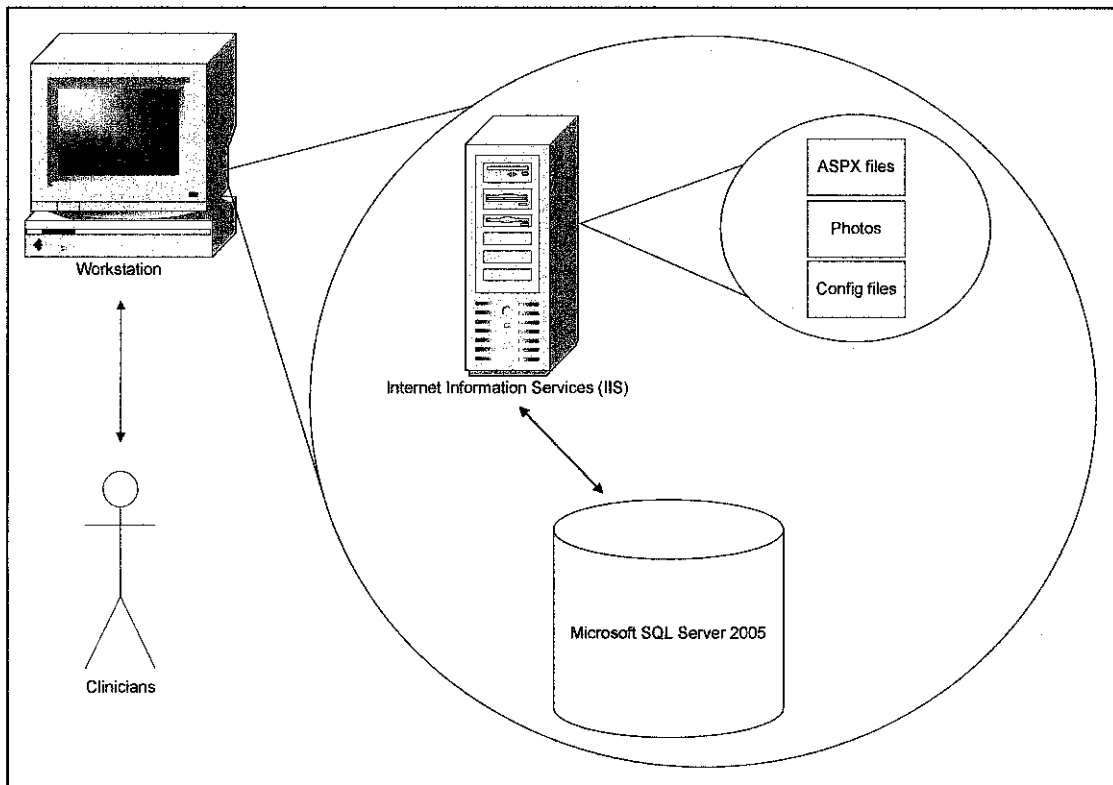 Workstation
Clinicians
Internet Information Services (IIS)
ASPX files
Photos
Config files
Microsoft SQL Server 2005